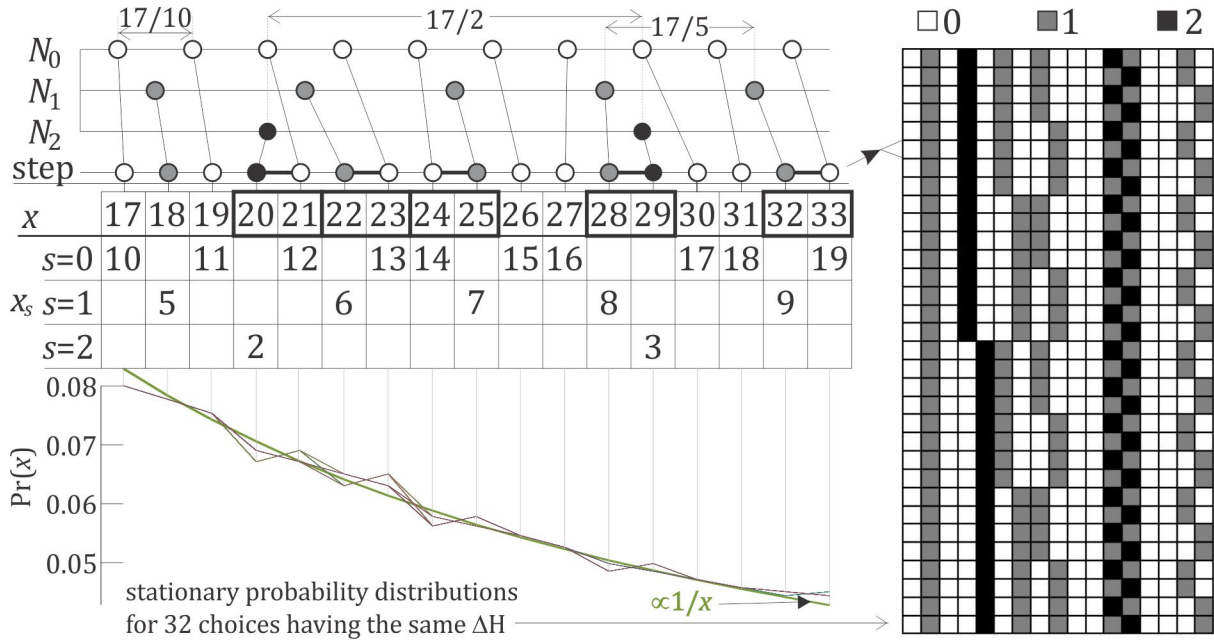 17/10 17/2 17/5
N₀
N₁
N₂
step
x 17 18 19 20 21 22 23 24 25 26 27 28 29 30 31 32 33
s=0 10 11 12 13 14 15 16 17 18 19
xₛ s=1 5 6 7 8 9
s=2 2 3
0.08
0.07
0.06
0.05
Pr(x)
∝1/x
stationary probability distributions
for 32 choices having the same ΔH
0 1 2